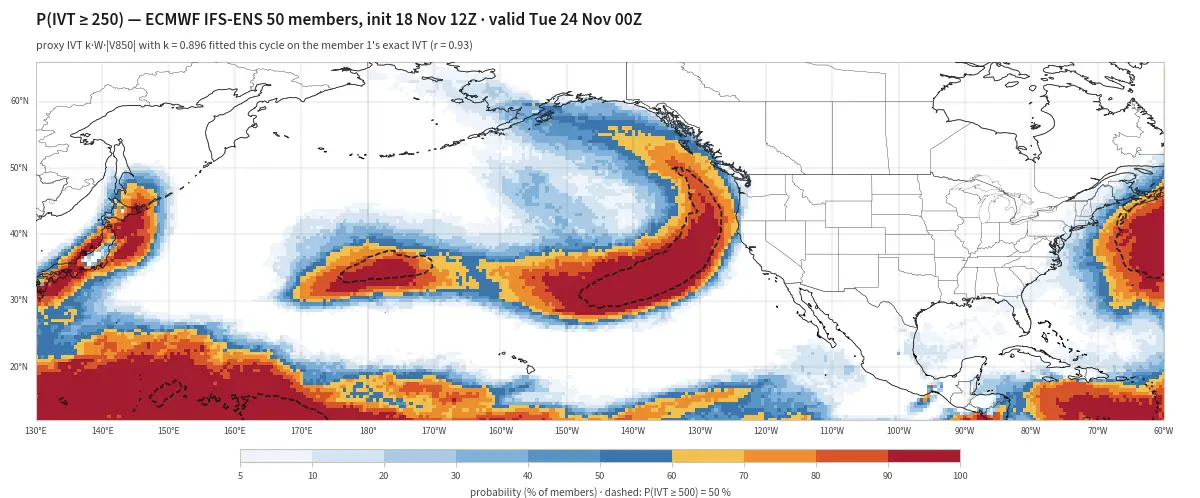 P(IVT ≥ 250) — ECMWF IFS-ENS 50 members, init 18 Nov 12Z · valid Tue 24 Nov 00Z
proxy IVT k·W·|V850| with k = 0.896 fitted this cycle on the member 1's exact IVT (r = 0.93)
60°N
50°N
40°N
30°N
20°N
130°E 140°E 150°E 160°E 170°E 180° 170°W 160°W 150°W 140°W 130°W 120°W 110°W 100°W 90°W 80°W 70°W 60°W
5 10 20 30 40 50 60 70 80 90 100
probability (% of members) · dashed: P(IVT ≥ 500) = 50 %